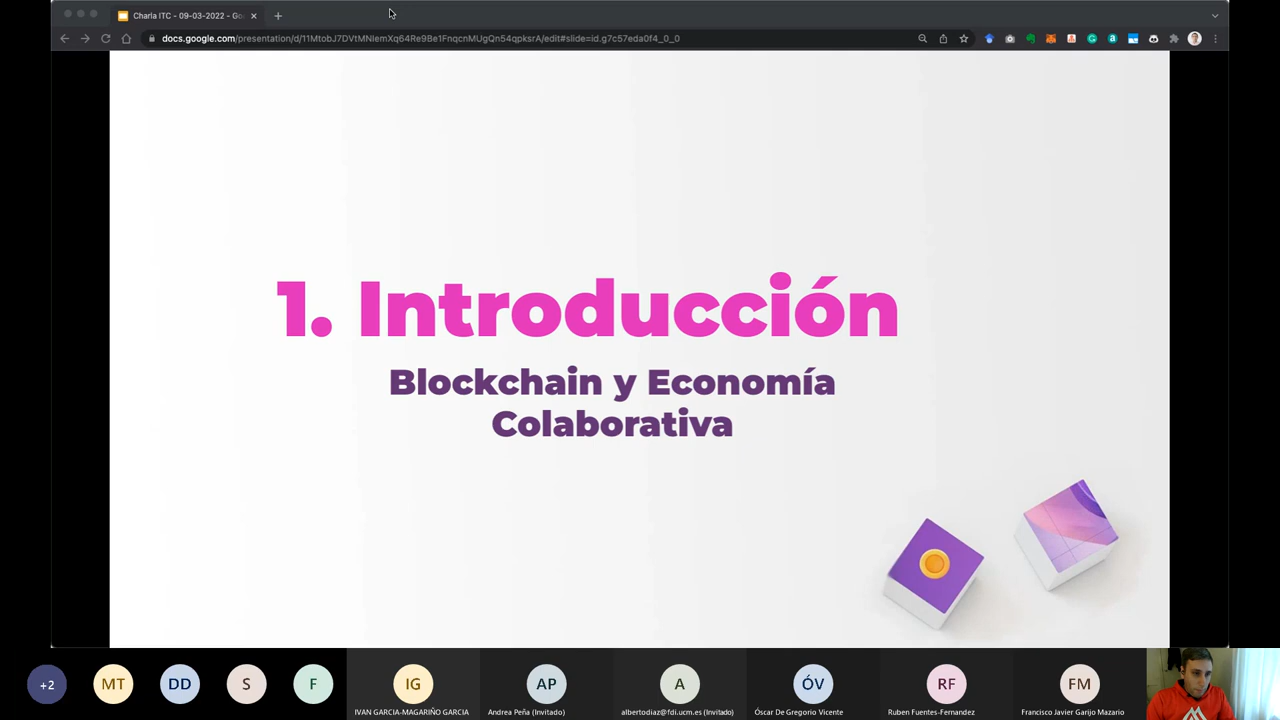 Charla ITC - 09-03-2022 - Go
docs.google.com/presentation/d/11MtobJ7DVtMNIemXq64Re9Be1FnqcnMUgQn54qpksrA/edit#slide=id.g7c57eda0f4_0_0
1. Introducción
Blockchain y Economía
Colaborativa
+2
MT
DD
S
F
IG
AP
A
ÓV
RF
FM
IVAN GARCIA-MAGARIÑO GARCIA
Andrea Peña (Invitado)
albertodiaz@fdi.ucm.es (Invitado)
Óscar De Gregorio Vicente
Ruben Fuentes-Fernandez
Francisco Javier Garijo Mazario